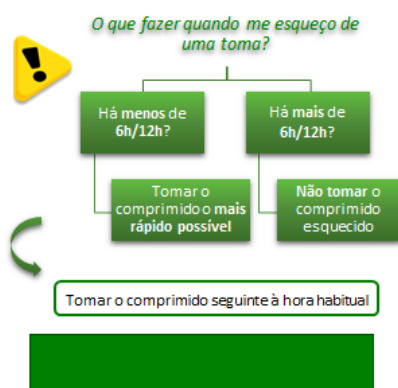 O que fazer quando me esqueço de
uma toma?
Há menos de
6h/12h?
Há mais de
6h/12h?
Tomar o
comprimido o mais
rápido possível
Não tomar o
comprimido
esquecido
Tomar o comprimido seguinte à hora habitual